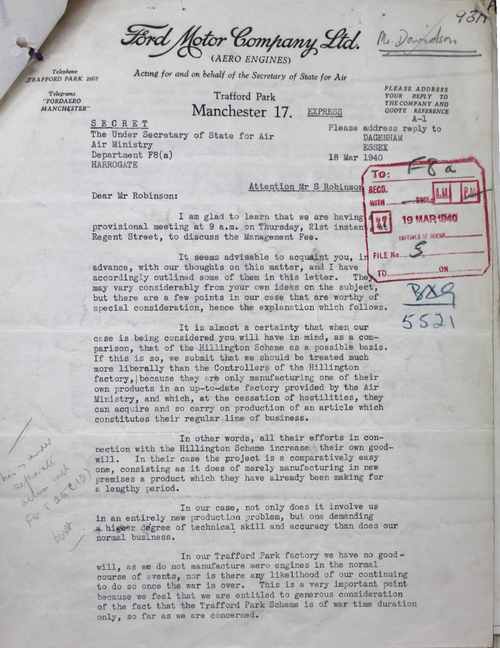 93A
Mr. Davidson
Ford Motor Company Ltd.
(AERO ENGINES)
Acting for and on behalf of the Secretary of State for Air
Telephone
TRAFFORD PARK 2607
Telegrams
"FORDAERO
MANCHESTER"
Trafford Park
Manchester 17.
EXPRESS
PLEASE ADDRESS
YOUR REPLY TO
THE COMPANY AND
QUOTE REFERENCE
A-1
SECRET
The Under Secretary of State for Air
Air Ministry
Department F8(a)
HARROGATE
Please address reply to
DAGENHAM
ESSEX
18 Mar 1940
Attention Mr S Robinson
TO: F8a
RECD.
WITH ENCL. A.M. P.M.
27 19 MAR 1940
FILE No. S.
TO ON
BXG
5521
Dear Mr Robinson:
I am glad to learn that we are having a
provisional meeting at 9 a.m. on Thursday, 21st instant, at
Regent Street, to discuss the Management Fee.
It seems advisable to acquaint you, in
advance, with our thoughts on this matter, and I have
accordingly outlined some of them in this letter. They
may vary considerably from your own ideas on the subject,
but there are a few points in our case that are worthy of
special consideration, hence the explanation which follows.
It is almost a certainty that when our
case is being considered you will have in mind, as a com-
parison, that of the Hillington Scheme as a possible basis.
If this is so, we submit that we should be treated much
more liberally than the Controllers of the Hillington
factory, because they are only manufacturing one of their
own products in an up-to-date factory provided by the Air
Ministry, and which, at the cessation of hostilities, they
can acquire and so carry on production of an article which
constitutes their regular line of business.
In other words, all their efforts in con-
nection with the Hillington Scheme increase their own good-
will. In their case the project is a comparatively easy
one, consisting as it does of merely manufacturing in new
premises a product which they have already been making for
a lengthy period.
In our case, not only does it involve us
in an entirely new production problem, but one demanding
a higher degree of technical skill and accuracy than does our
normal business.
In our Trafford Park factory we have no good-
will, as we do not manufacture aero engines in the normal
course of events, nor is there any likelihood of our continuing
to do so once the war is over. This is a very important point
because we feel that we are entitled to generous consideration
of the fact that the Trafford Park Scheme is of war time duration
only, so far as we are concerned.